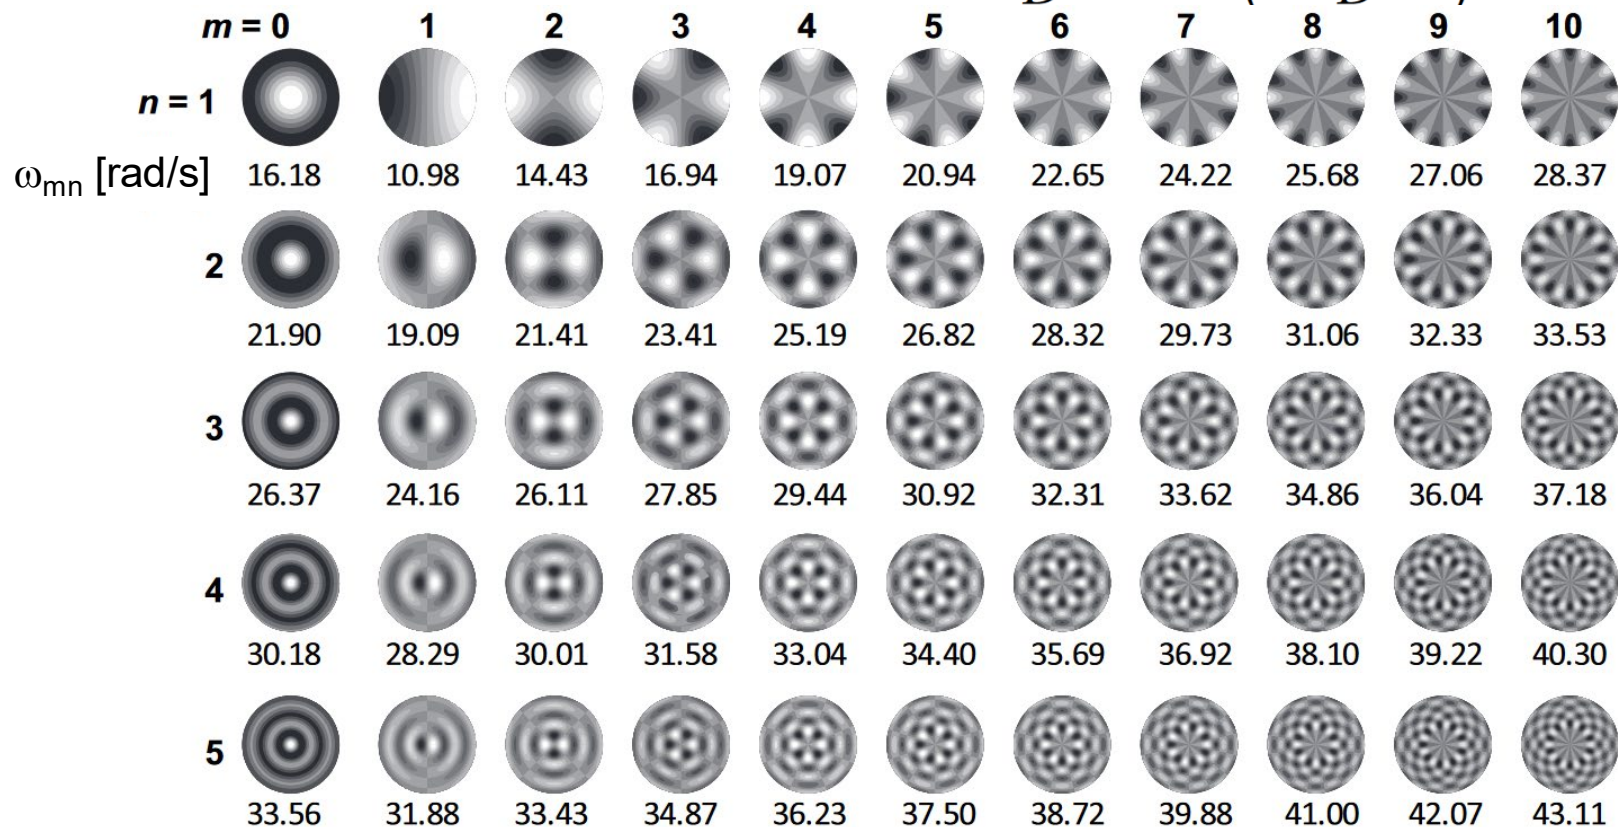 D ( D )
m = 0 1 2 3 4 5 6 7 8 9 10
n = 1
ωmn [rad/s] 16.18 10.98 14.43 16.94 19.07 20.94 22.65 24.22 25.68 27.06 28.37
2
21.90 19.09 21.41 23.41 25.19 26.82 28.32 29.73 31.06 32.33 33.53
3
26.37 24.16 26.11 27.85 29.44 30.92 32.31 33.62 34.86 36.04 37.18
4
30.18 28.29 30.01 31.58 33.04 34.40 35.69 36.92 38.10 39.22 40.30
5
33.56 31.88 33.43 34.87 36.23 37.50 38.72 39.88 41.00 42.07 43.11